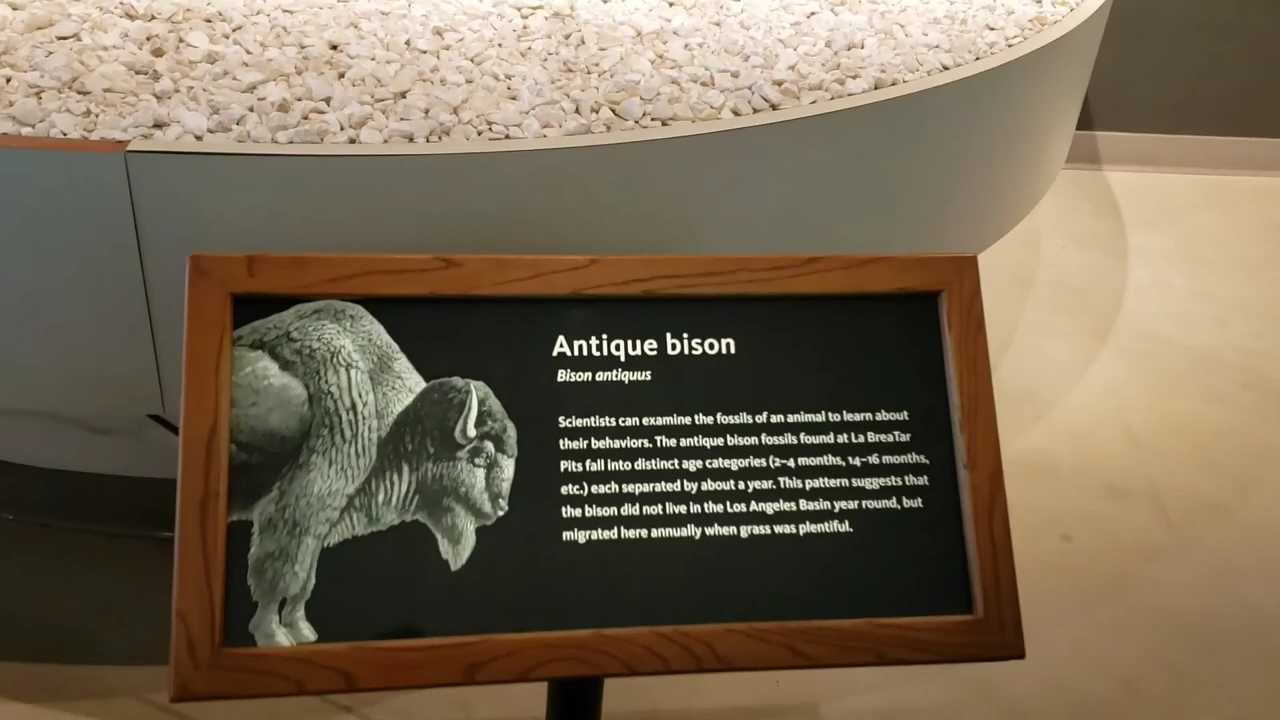 Antique bison
Bison antiquus
Scientists can examine the fossils of an animal to learn about
their behaviors. The antique bison fossils found at La BreaTar
Pits fall into distinct age categories (2–4 months, 14–16 months,
etc.) each separated by about a year. This pattern suggests that
the bison did not live in the Los Angeles Basin year round, but
migrated here annually when grass was plentiful.